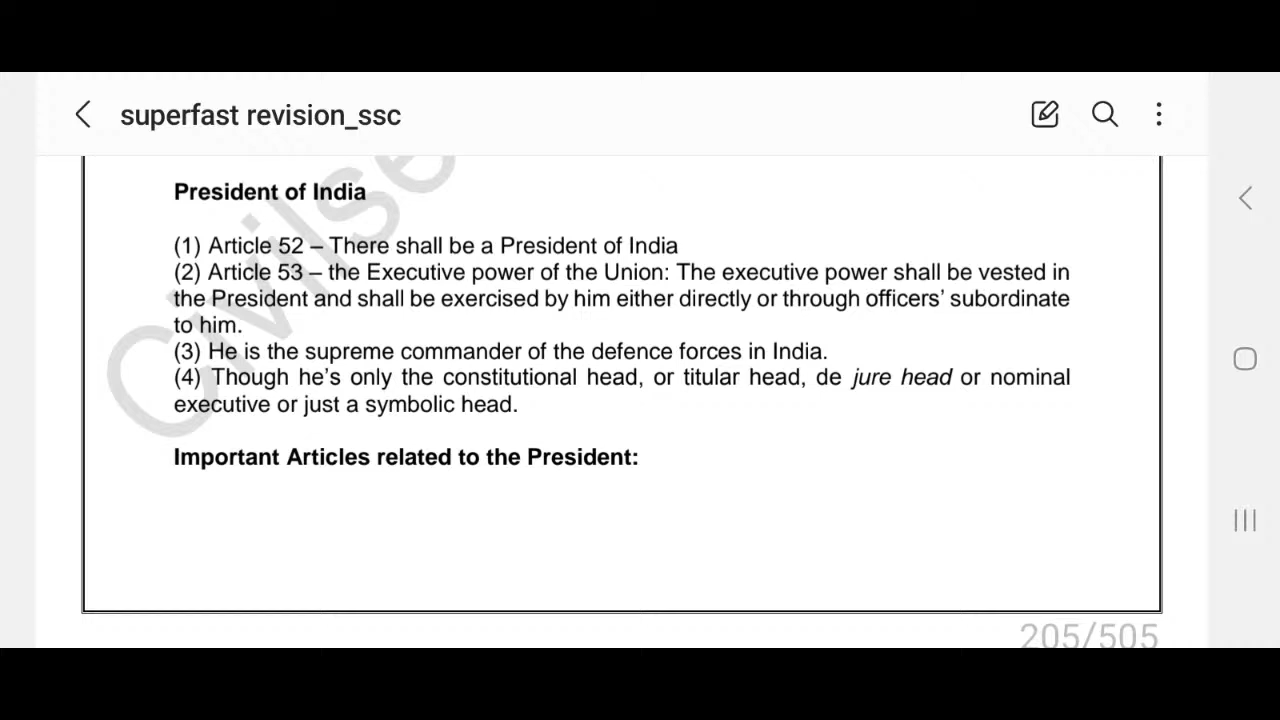 superfast revision_ssc
President of India
(1) Article 52 – There shall be a President of India
(2) Article 53 – the Executive power of the Union: The executive power shall be vested in
the President and shall be exercised by him either directly or through officers’ subordinate
to him.
(3) He is the supreme commander of the defence forces in India.
(4) Though he’s only the constitutional head, or titular head, de jure head or nominal
executive or just a symbolic head.
Important Articles related to the President:
205/505
Civilse